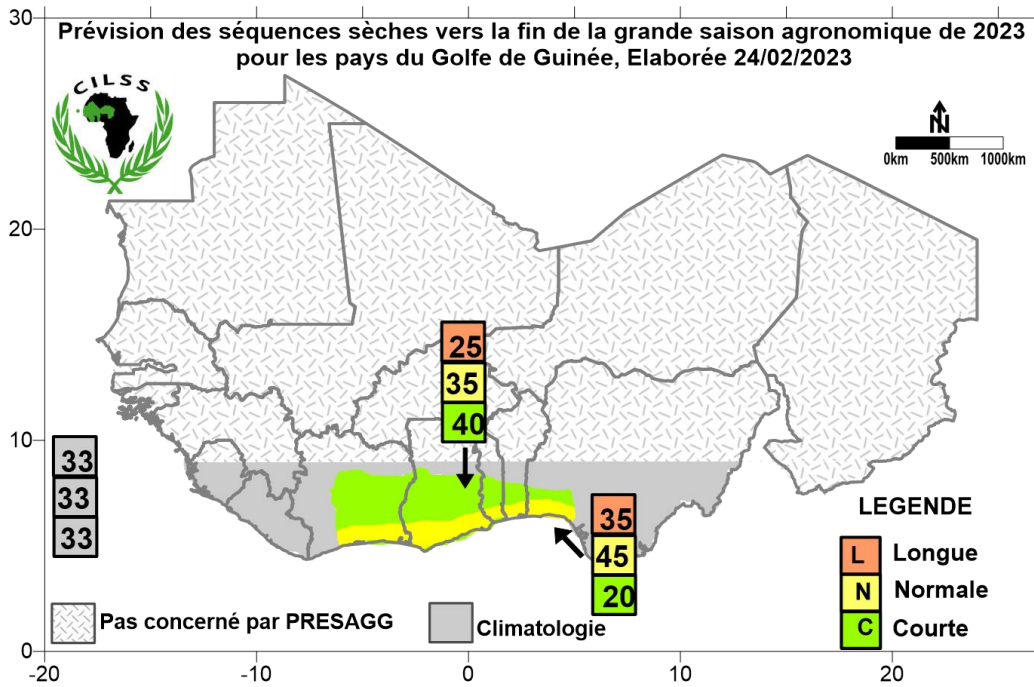 Prévision des séquences sèches vers la fin de la grande saison agronomique de 2023
pour les pays du Golfe de Guinée, Elaborée 24/02/2023
CILSS
N
0km 500km 1000km
30
20
10
0
25
35
40
33
33
33
35
45
20
LEGENDE
L Longue
N Normale
C Courte
Pas concerné par PRESAGG
Climatologie
-20 -10 0 10 20